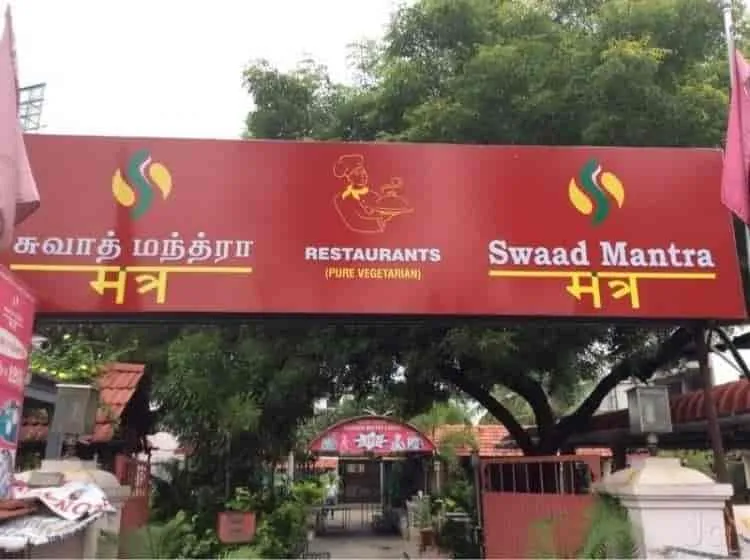 சுவாத் மந்த்ரா
मंत्र
RESTAURANTS
(PURE VEGETARIAN)
Swaad Mantra
मंत्र